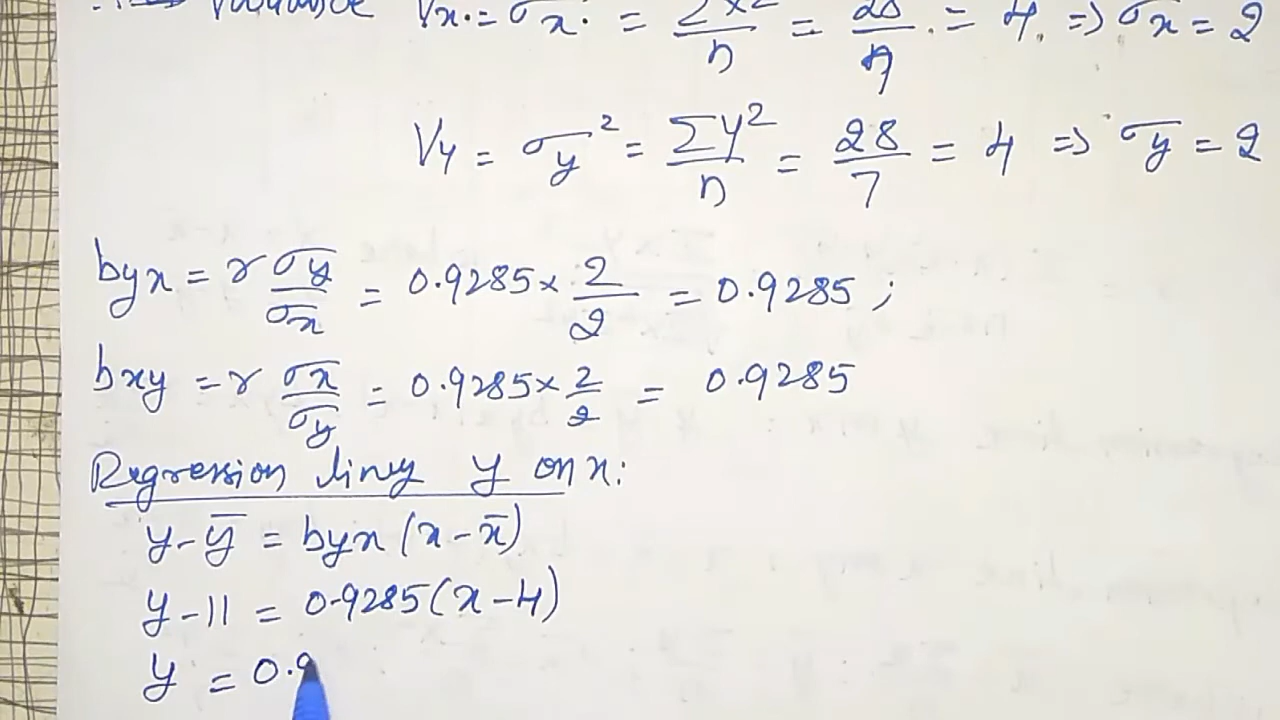 Variance Vx = σx² = Σx²/n = 28/7 = 4 ⇒ σx = 2
Vy = σy² = Σy²/n = 28/7 = 4 ⇒ σy = 2
byx = r σy/σx = 0.9285 × 2/2 = 0.9285 ;
bxy = r σx/σy = 0.9285 × 2/2 = 0.9285
Regression line y on x:
y - ȳ = byx (x - x̄)
y - 11 = 0.9285 (x - 4)
y = 0.9